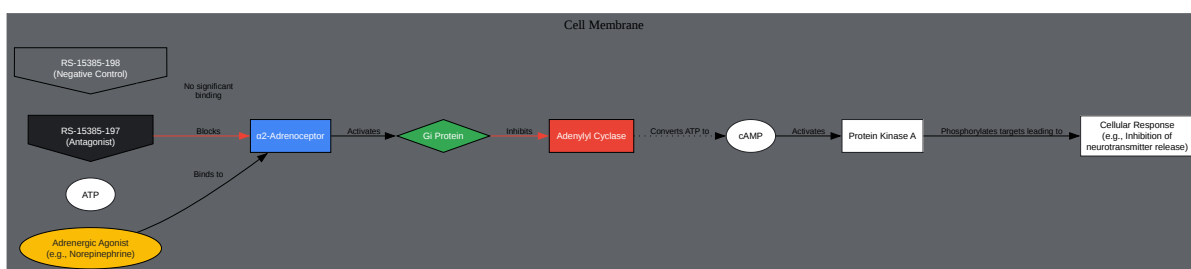 Cell Membrane
RS-15385-198
(Negative Control)
No significant
binding
RS-15385-197
(Antagonist)
Blocks
α2-Adrenoceptor
Activates
Gi Protein
Inhibits
Adenylyl Cyclase
Converts ATP to
cAMP
Activates
Protein Kinase A
Phosphorylates targets leading to
Cellular Response
(e.g., Inhibition of
neurotransmitter release)
Binds to
ATP
Adrenergic Agonist
(e.g., Norepinephrine)